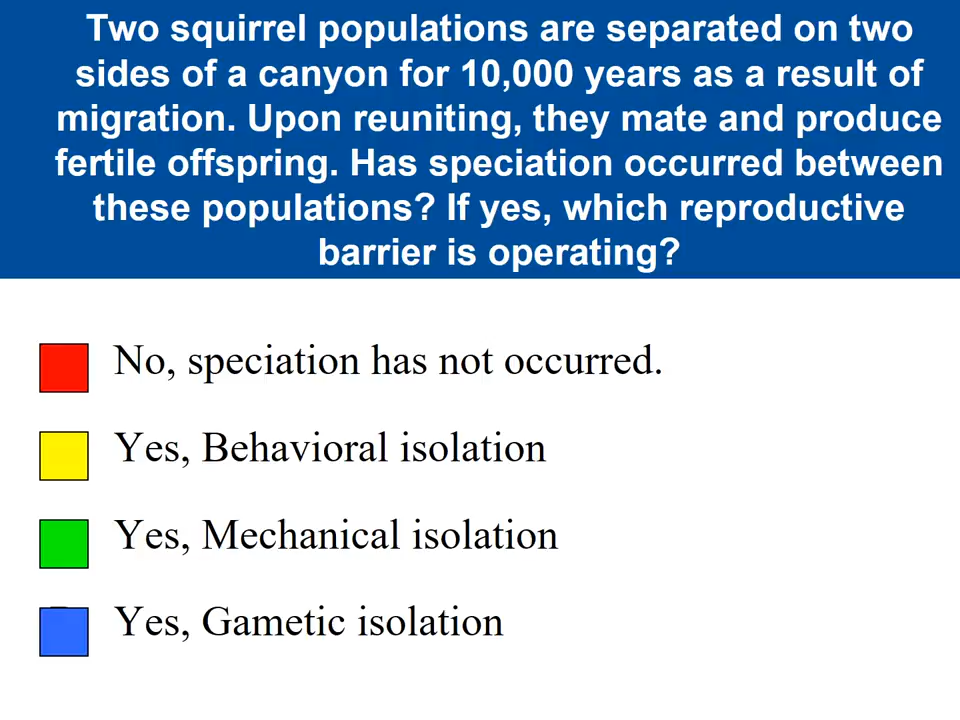 Two squirrel populations are separated on two
sides of a canyon for 10,000 years as a result of
migration. Upon reuniting, they mate and produce
fertile offspring. Has speciation occurred between
these populations? If yes, which reproductive
barrier is operating?
No, speciation has not occurred.
Yes, Behavioral isolation
Yes, Mechanical isolation
Yes, Gametic isolation